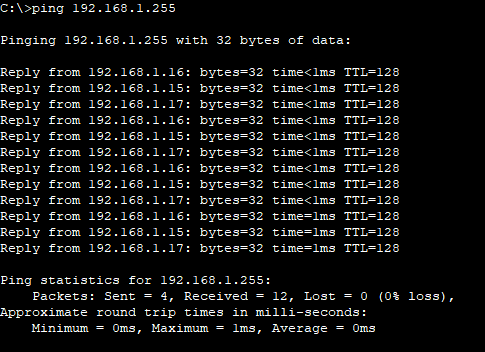 C:\>ping 192.168.1.255
Pinging 192.168.1.255 with 32 bytes of data:
Reply from 192.168.1.16: bytes=32 time<1ms TTL=128
Reply from 192.168.1.15: bytes=32 time<1ms TTL=128
Reply from 192.168.1.17: bytes=32 time<1ms TTL=128
Reply from 192.168.1.16: bytes=32 time<1ms TTL=128
Reply from 192.168.1.15: bytes=32 time=1ms TTL=128
Reply from 192.168.1.17: bytes=32 time=1ms TTL=128
Reply from 192.168.1.16: bytes=32 time<1ms TTL=128
Reply from 192.168.1.15: bytes=32 time<1ms TTL=128
Reply from 192.168.1.17: bytes=32 time<1ms TTL=128
Reply from 192.168.1.16: bytes=32 time=1ms TTL=128
Reply from 192.168.1.15: bytes=32 time=1ms TTL=128
Reply from 192.168.1.17: bytes=32 time=1ms TTL=128
Ping statistics for 192.168.1.255:
Packets: Sent = 4, Received = 12, Lost = 0 (0% loss),
Approximate round trip times in milli-seconds:
Minimum = 0ms, Maximum = 1ms, Average = 0ms